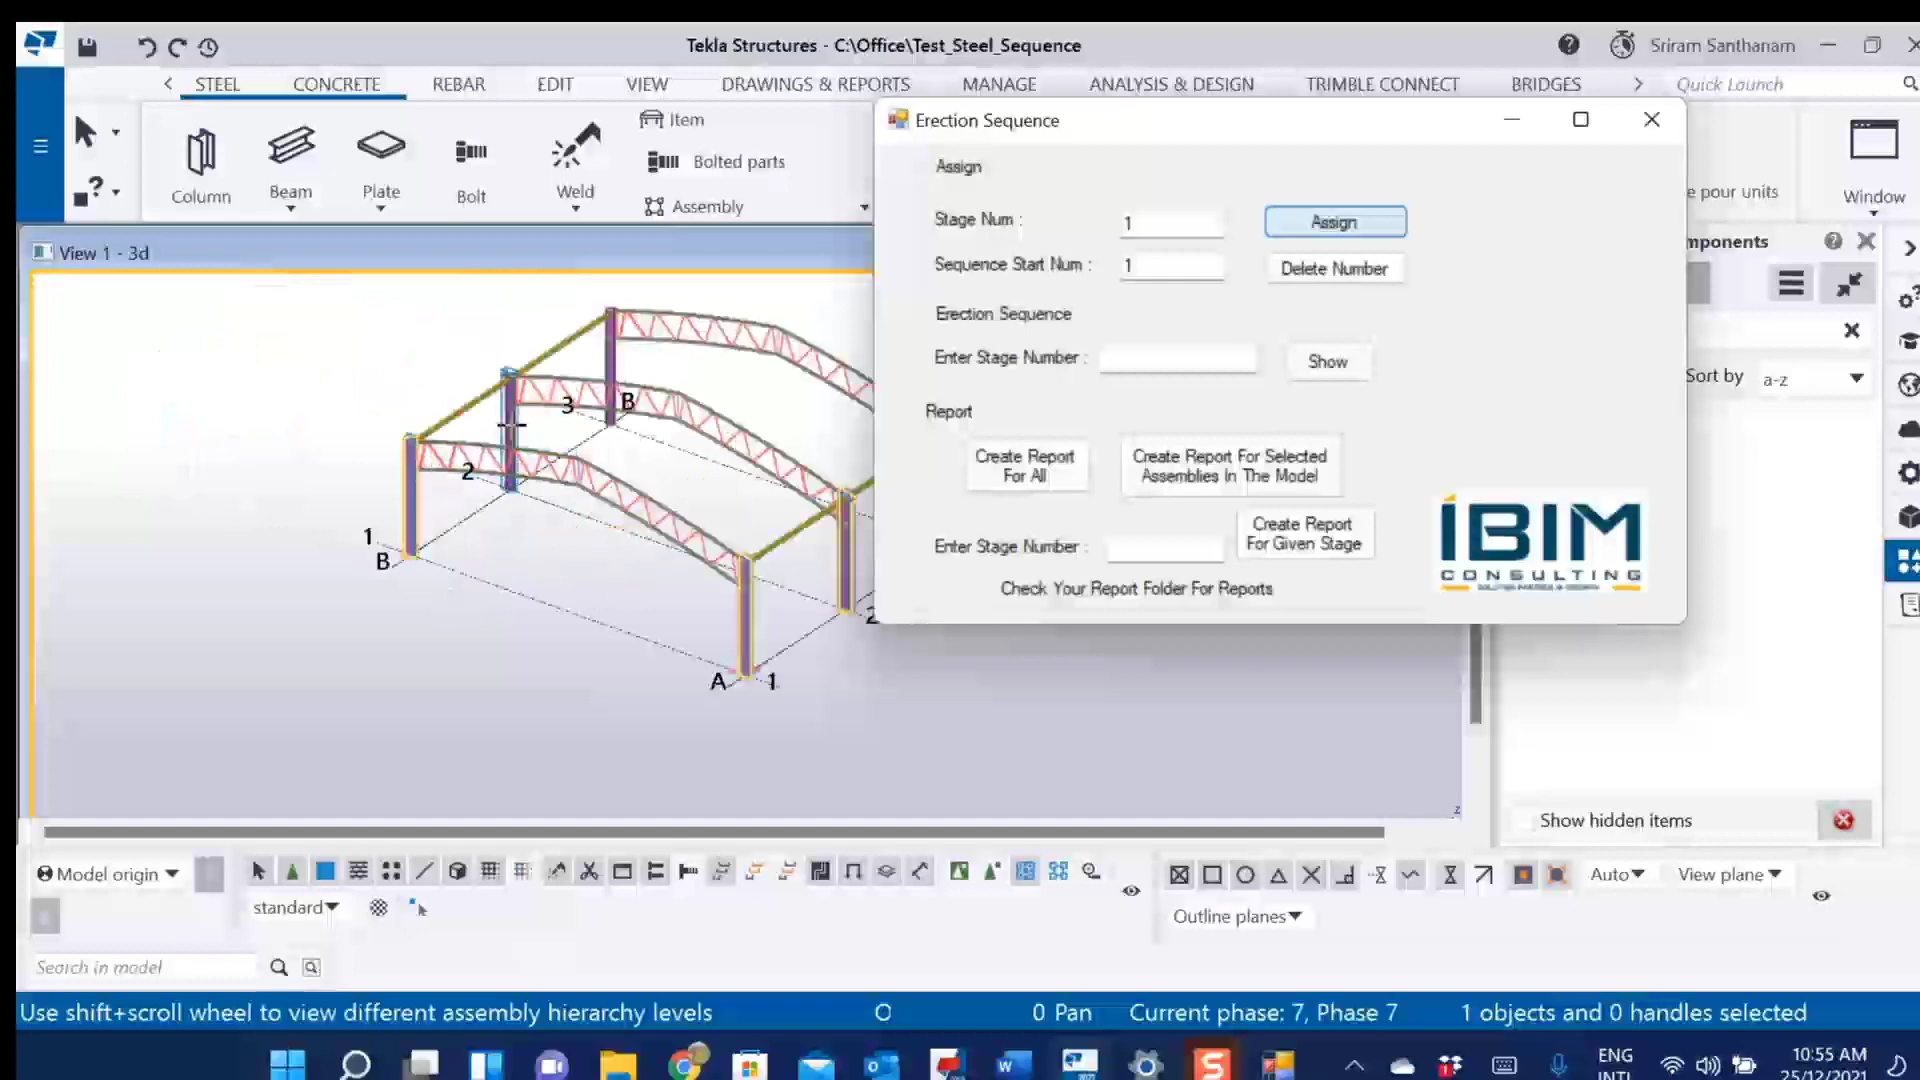 Tekla Structures - C:\Office\Test_Steel_Sequence
Sriram Santhanam
STEEL
CONCRETE
REBAR
EDIT
VIEW
DRAWINGS & REPORTS
MANAGE
ANALYSIS & DESIGN
TRIMBLE CONNECT
BRIDGES
Quick Launch
Column
Beam
Plate
Bolt
Weld
Item
Bolted parts
Assembly
e pour units
Window
View 1 - 3d
Erection Sequence
Assign
Stage Num :
1
Assign
Sequence Start Num :
1
Delete Number
Erection Sequence
Enter Stage Number :
Show
Report
Create Report
For All
Create Report For Selected
Assemblies In The Model
Enter Stage Number :
Create Report
For Given Stage
Check Your Report Folder For Reports
IBIM
CONSULTING
mponents
Sort by
a-z
Show hidden items
3
B
2
1
B
A
1
2
z
Model origin
standard
Auto
View plane
Outline planes
Search in model
Use shift+scroll wheel to view different assembly hierarchy levels
O
0 Pan
Current phase: 7, Phase 7
1 objects and 0 handles selected
ENG
INTL
10:55 AM
25/12/2021